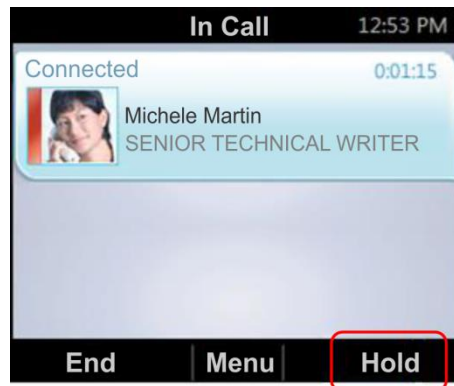 In Call 12:53 PM
Connected 0:01:15
Michele Martin
SENIOR TECHNICAL WRITER
End Menu Hold